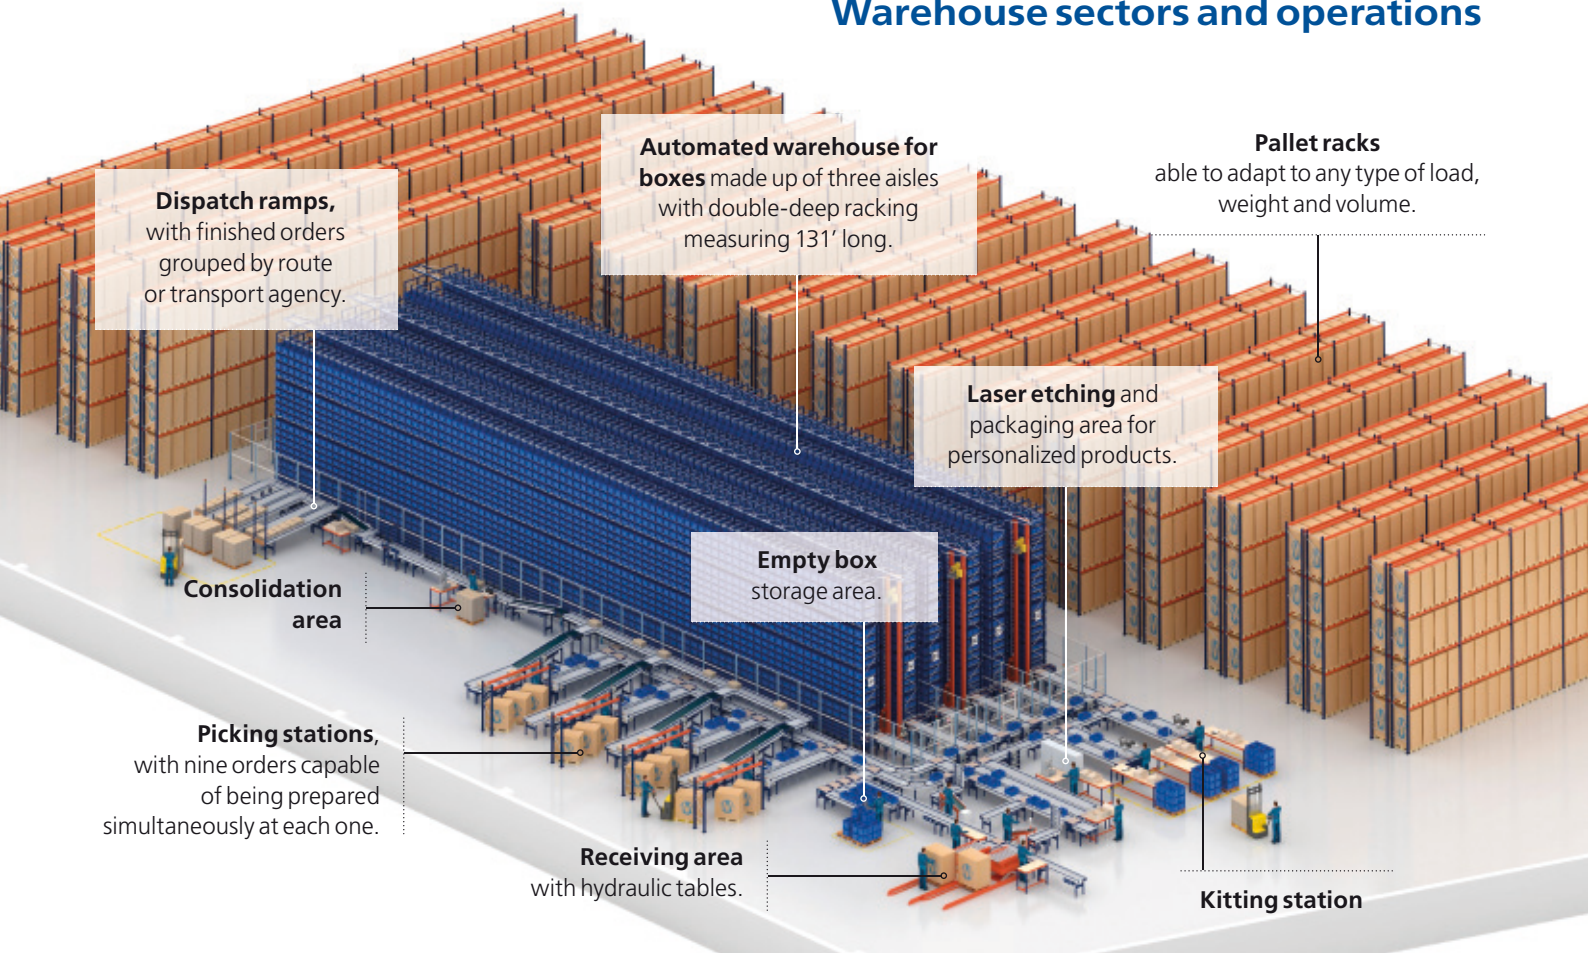 Warehouse sectors and operations
Automated warehouse for
boxes made up of three aisles
with double-deep racking
measuring 131’ long.
Pallet racks
able to adapt to any type of load,
weight and volume.
Dispatch ramps,
with finished orders
grouped by route
or transport agency.
Laser etching and
packaging area for
personalized products.
Empty box
storage area.
Consolidation
area
Picking stations,
with nine orders capable
of being prepared
simultaneously at each one.
Receiving area
with hydraulic tables.
Kitting station